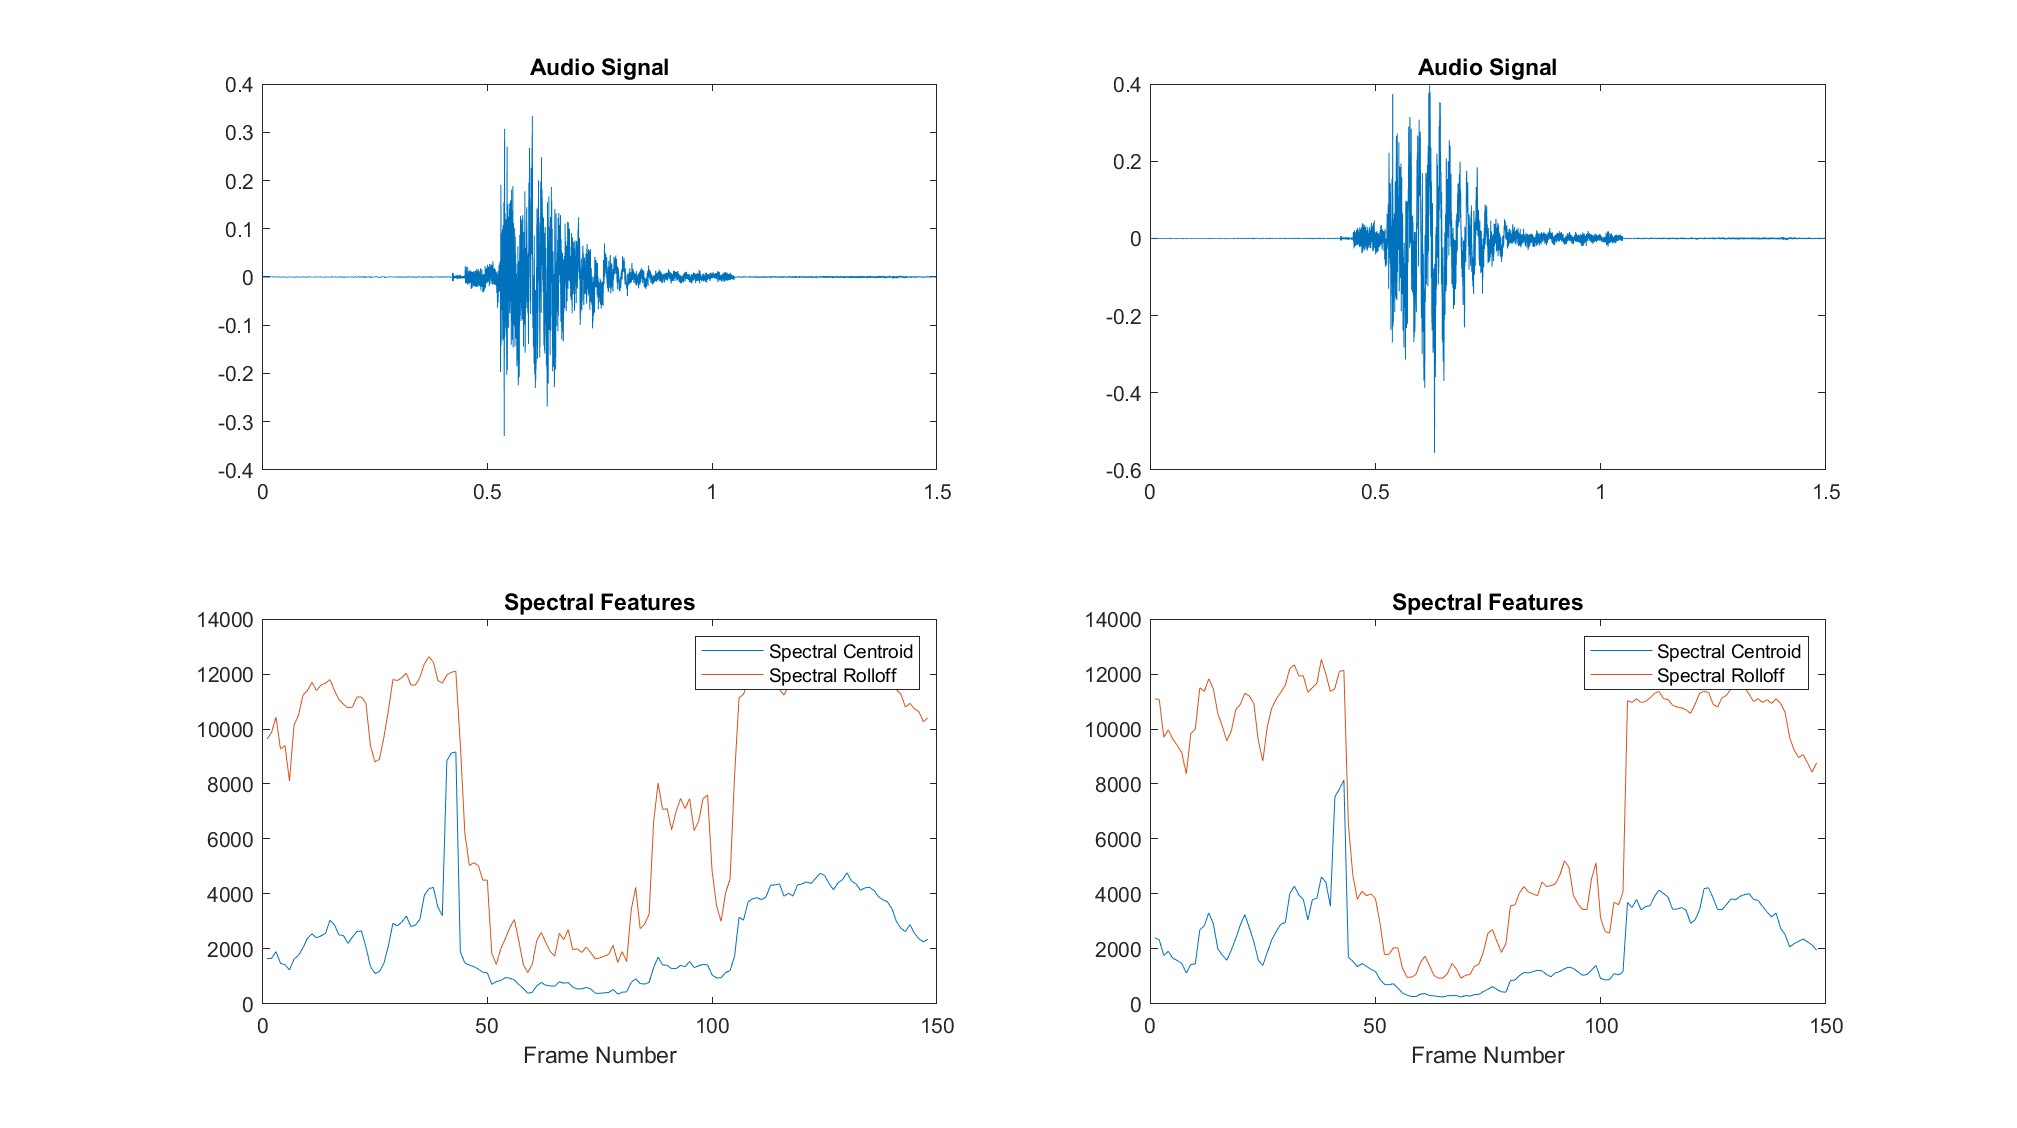 Audio Signal
0.4
0.3
0.2
0.1
0
-0.1
-0.2
-0.3
-0.4
0 0.5 1 1.5
Audio Signal
0.4
0.2
0
-0.2
-0.4
-0.6
0 0.5 1 1.5
Spectral Features
14000
12000
10000
8000
6000
4000
2000
0
Spectral Centroid
Spectral Rolloff
0 50 100 150
Frame Number
Spectral Features
14000
12000
10000
8000
6000
4000
2000
0
Spectral Centroid
Spectral Rolloff
0 50 100 150
Frame Number